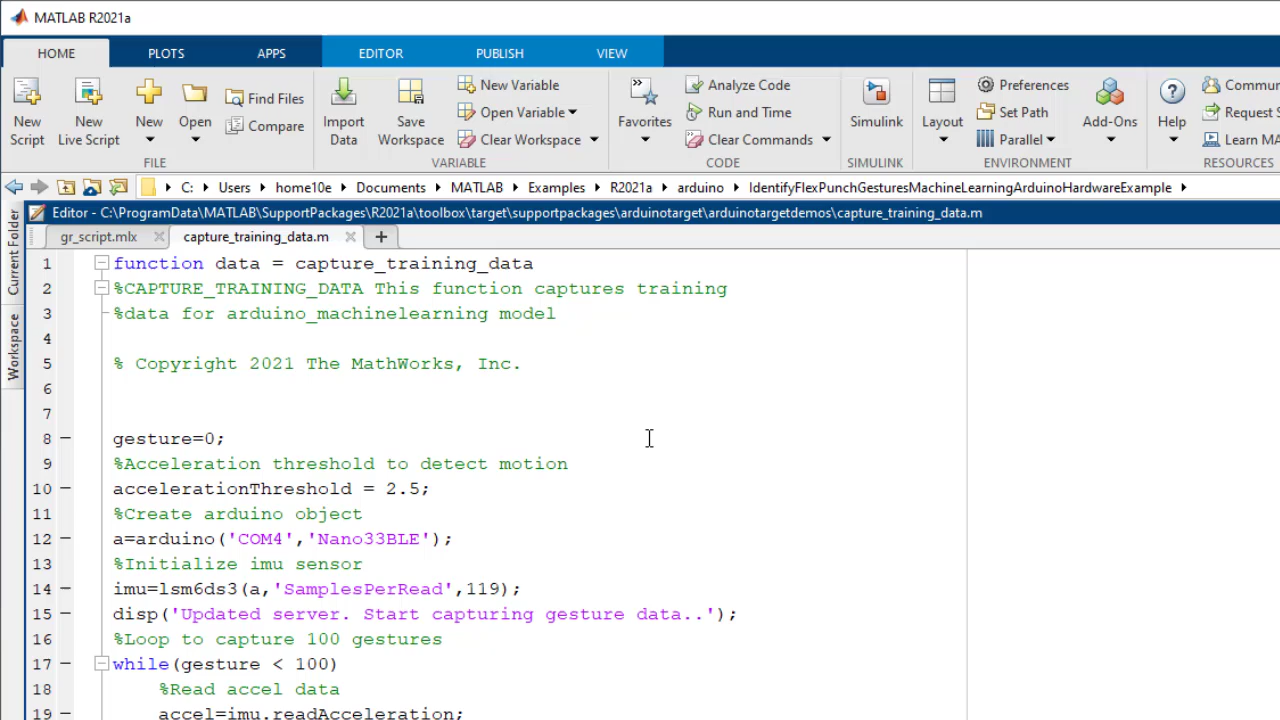 MATLAB R2021a
HOME PLOTS APPS EDITOR PUBLISH VIEW
New Script New Live Script New Open Find Files Compare FILE
Import Data Save Workspace New Variable Open Variable Clear Workspace VARIABLE
Favorites Analyze Code Run and Time Clear Commands CODE
Simulink SIMULINK
Layout Preferences Set Path Parallel Add-Ons ENVIRONMENT
Help Commun Request S Learn MA RESOURCES
C: Users home10e Documents MATLAB Examples R2021a arduino IdentifyFlexPunchGesturesMachineLearningArduinoHardwareExample
Current Folder
Workspace
Editor - C:\ProgramData\MATLAB\SupportPackages\R2021a\toolbox\target\supportpackages\arduinotarget\arduinotargetdemos\capture_training_data.m
gr_script.mlx capture_training_data.m
1 function data = capture_training_data
2 %CAPTURE_TRAINING_DATA This function captures training
3 %data for arduino_machinelearning model
4
5 % Copyright 2021 The MathWorks, Inc.
6
7
8 gesture=0;
9 %Acceleration threshold to detect motion
10 accelerationThreshold = 2.5;
11 %Create arduino object
12 a=arduino('COM4','Nano33BLE');
13 %Initialize imu sensor
14 imu=lsm6ds3(a,'SamplesPerRead',119);
15 disp('Updated server. Start capturing gesture data..');
16 %Loop to capture 100 gestures
17 while(gesture < 100)
18 %Read accel data
19 accel=imu.readAcceleration;